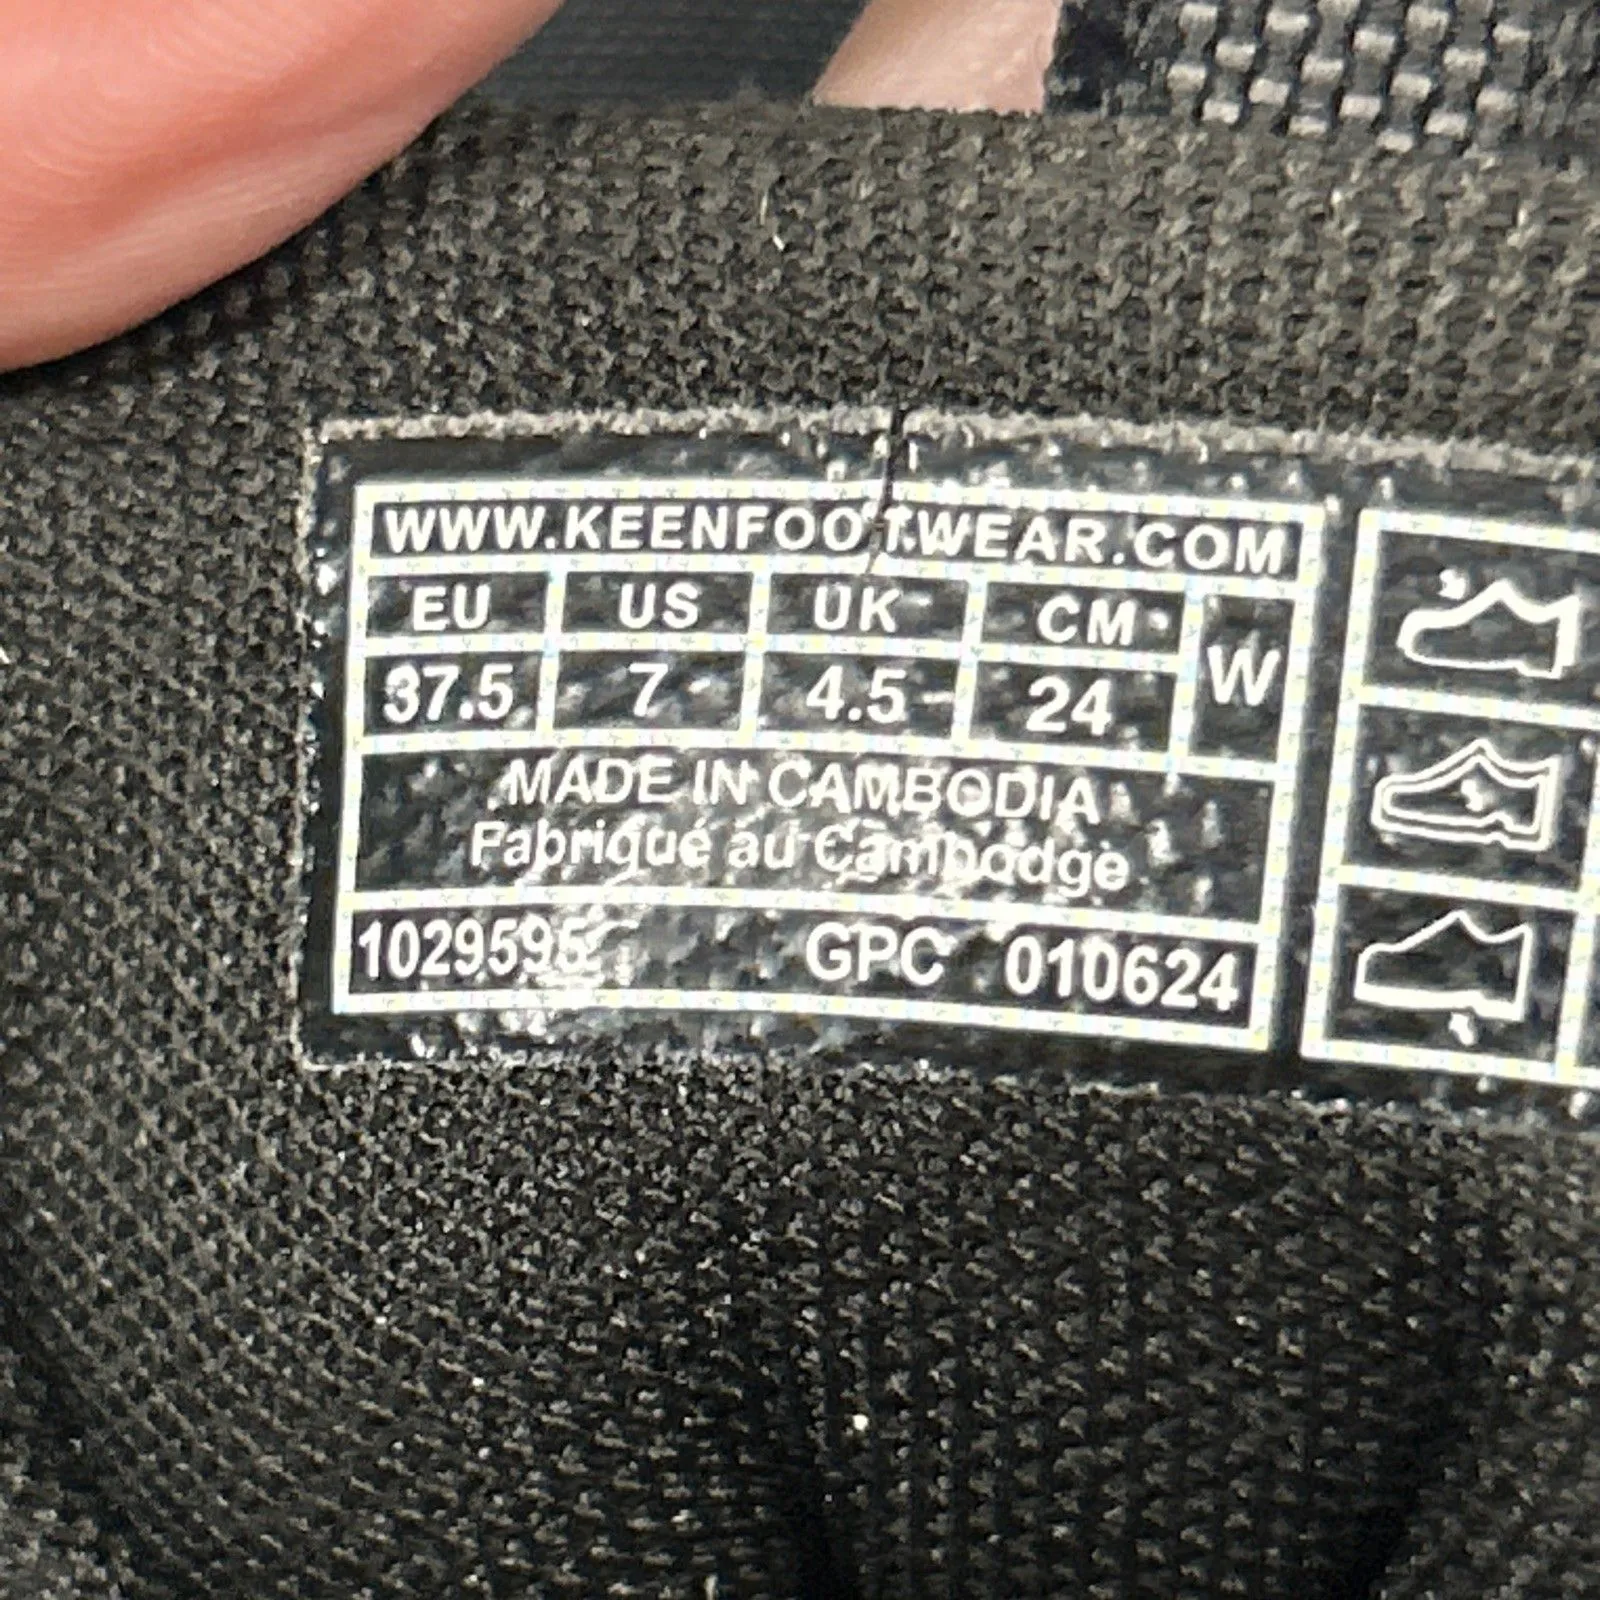 WWW.KEENFOOTWEAR.COM
EU US UK CM W
37.5 7 4.5 24
MADE IN CAMBODIA
Fabriqué au Cambodge
1029595 GPC 010624